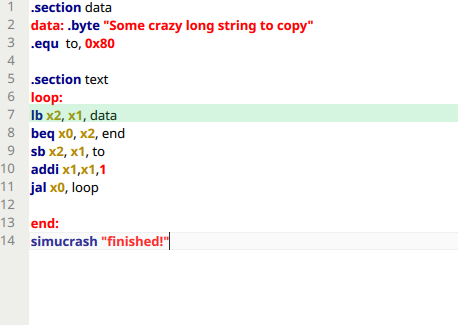 1 .section data
2 data: .byte "Some crazy long string to copy"
3 .equ to, 0x80
4
5 .section text
6 loop:
7 lb x2, x1, data
8 beq x0, x2, end
9 sb x2, x1, to
10 addi x1,x1,1
11 jal x0, loop
12
13 end:
14 simucrash "finished!"